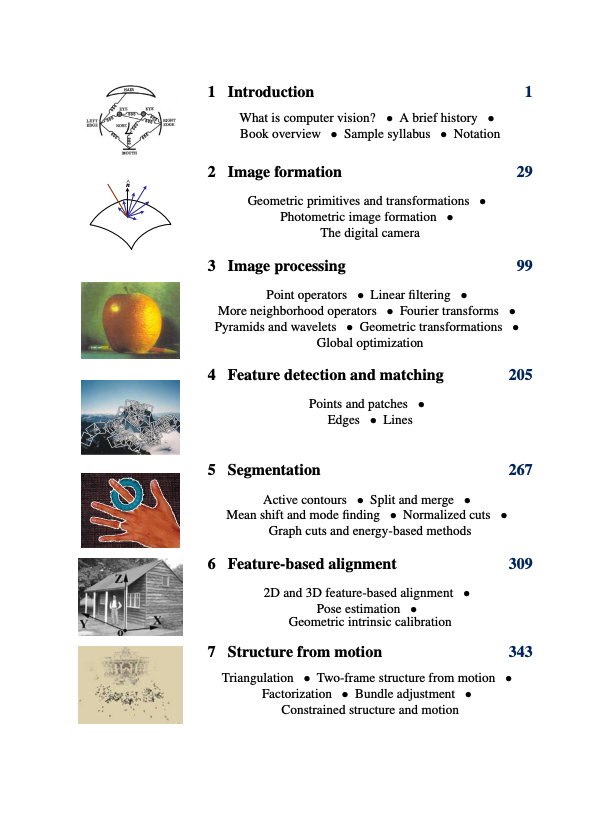 HAIR
EYE EYE
LEFT EDGE
NOSE
RIGHT EDGE
MOUTH
1 Introduction 1
What is computer vision? • A brief history •
Book overview • Sample syllabus • Notation
n̂
2 Image formation 29
Geometric primitives and transformations •
Photometric image formation •
The digital camera
3 Image processing 99
Point operators • Linear filtering •
More neighborhood operators • Fourier transforms •
Pyramids and wavelets • Geometric transformations •
Global optimization
4 Feature detection and matching 205
Points and patches •
Edges • Lines
5 Segmentation 267
Active contours • Split and merge •
Mean shift and mode finding • Normalized cuts •
Graph cuts and energy-based methods
6 Feature-based alignment 309
2D and 3D feature-based alignment •
Pose estimation •
Geometric intrinsic calibration
Z
Y 0 X
7 Structure from motion 343
Triangulation • Two-frame structure from motion •
Factorization • Bundle adjustment •
Constrained structure and motion